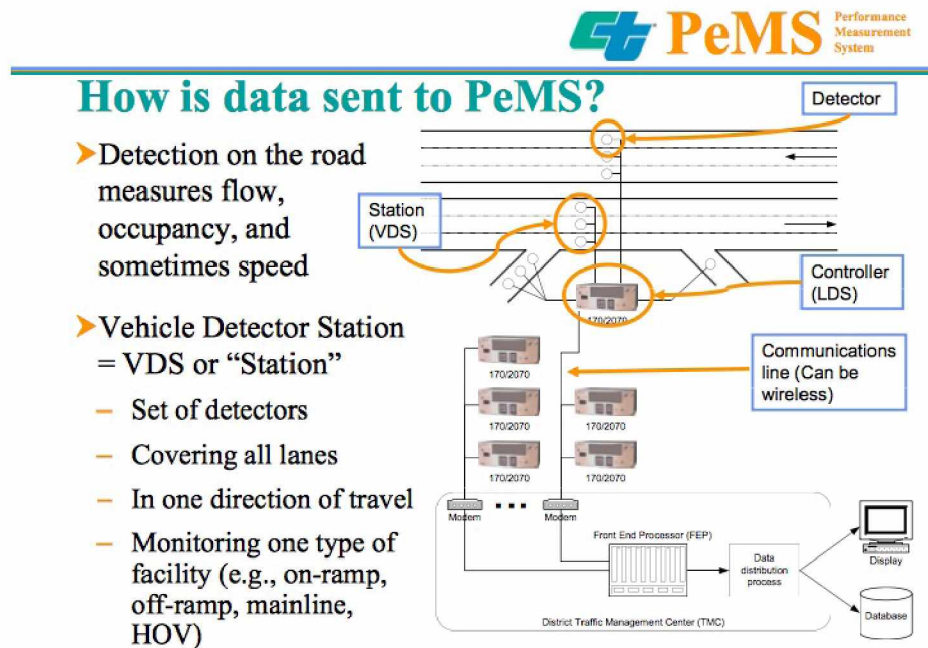 PeMS
Performance
Measurement
System
How is data sent to PeMS?
Detector
➤Detection on the road
measures flow,
occupancy, and
sometimes speed
Station
(VDS)
Controller
(LDS)
170/2070
➤Vehicle Detector Station
= VDS or “Station”
– Set of detectors
– Covering all lanes
– In one direction of travel
– Monitoring one type of
facility (e.g., on-ramp,
off-ramp, mainline,
HOV)
Communications
line (Can be
wireless)
170/2070
170/2070
170/2070
170/2070
170/2070
Modem
Modem
Front End Processor (FEP)
Data
distribution
process
Display
Database
District Traffic Management Center (TMC)